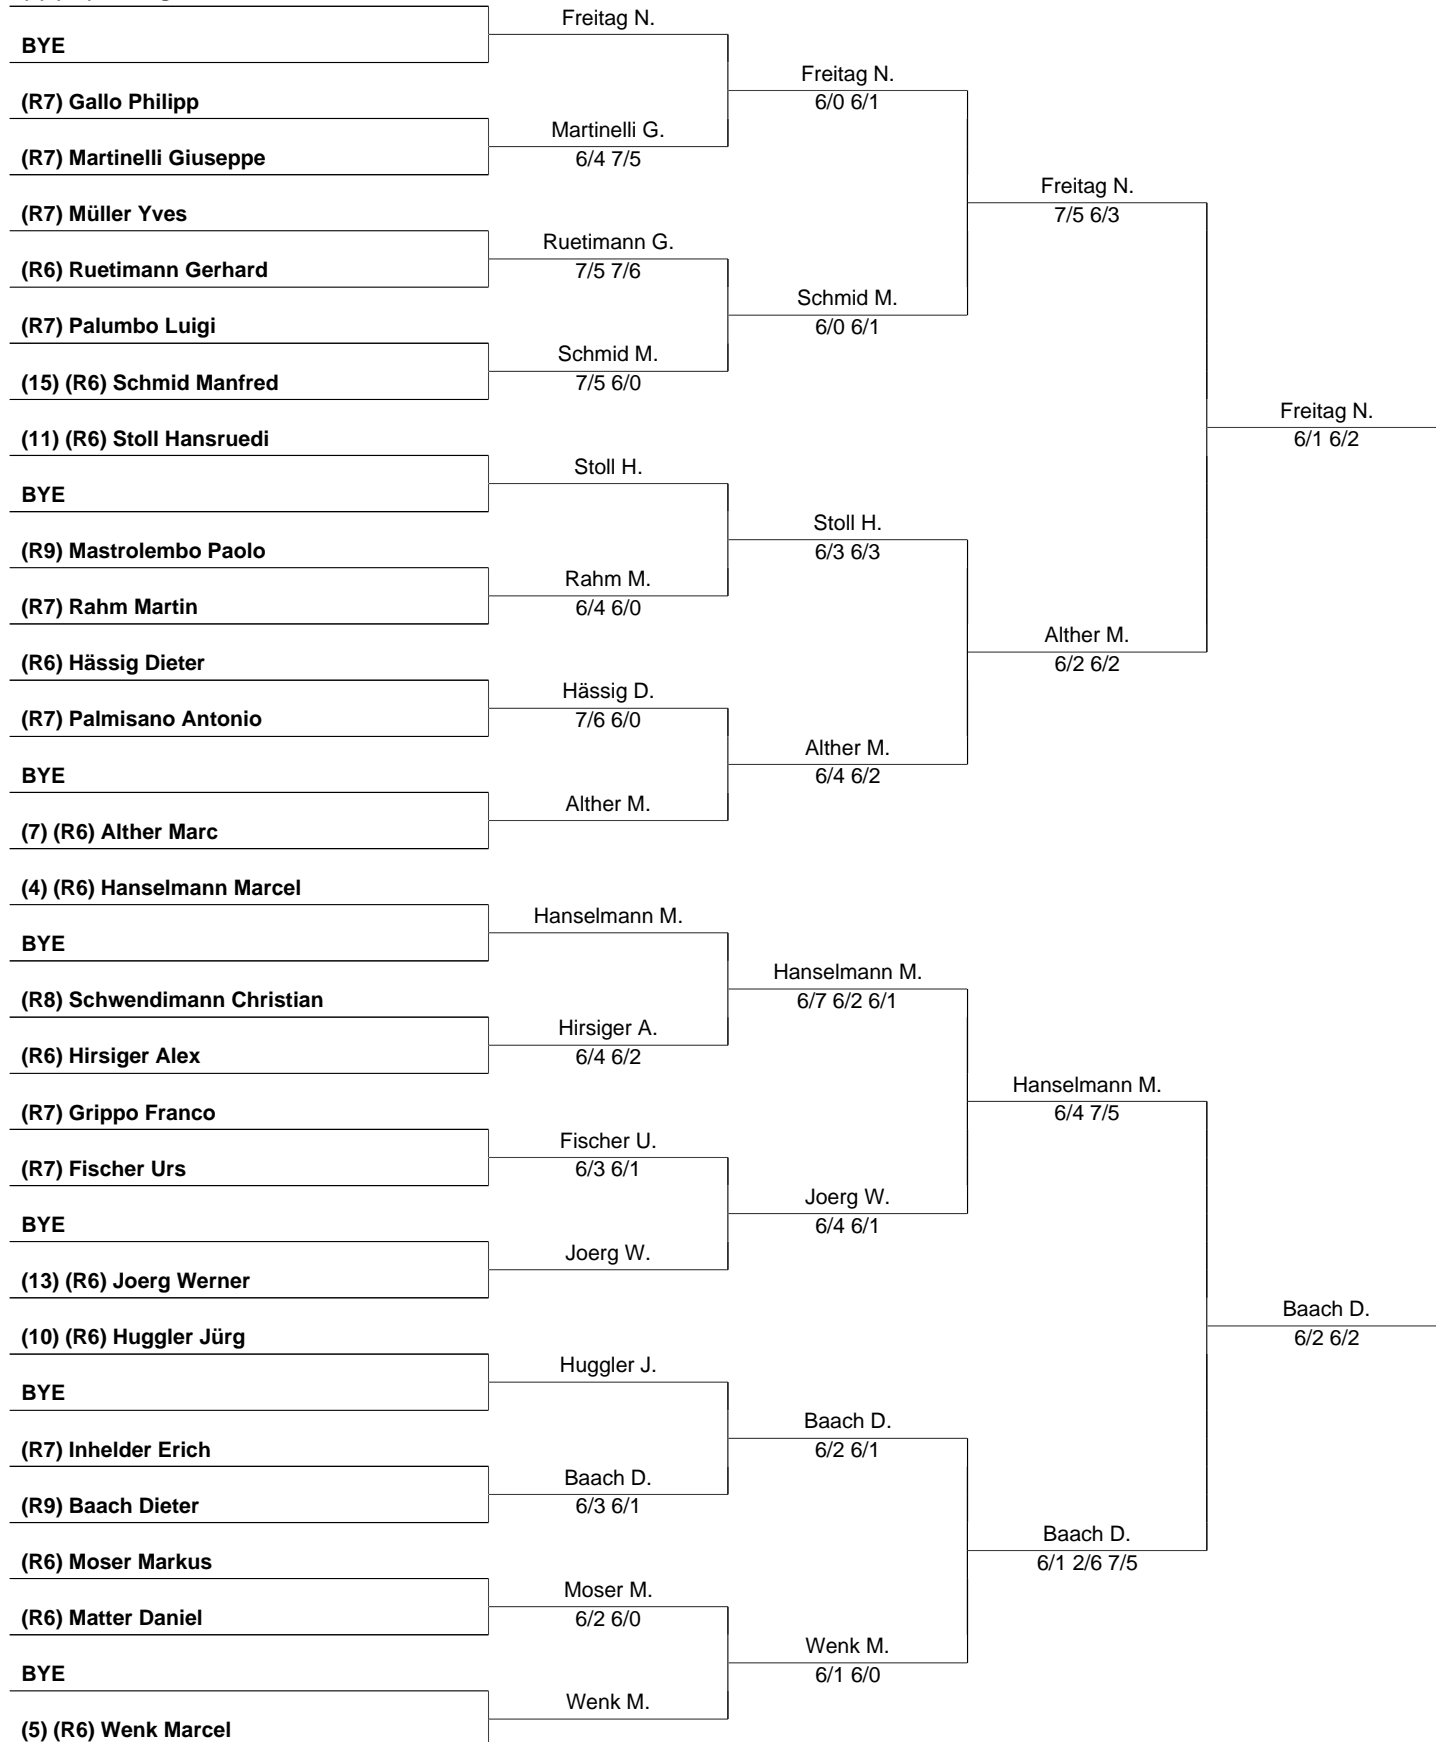 BYE
(R7) Gallo Philipp
(R7) Martinelli Giuseppe
(R7) Müller Yves
(R6) Ruetimann Gerhard
(R7) Palumbo Luigi
(15) (R6) Schmid Manfred
(11) (R6) Stoll Hansruedi
BYE
(R9) Mastrolembo Paolo
(R7) Rahm Martin
(R6) Hässig Dieter
(R7) Palmisano Antonio
BYE
(7) (R6) Alther Marc
(4) (R6) Hanselmann Marcel
BYE
(R8) Schwendimann Christian
(R6) Hirsiger Alex
(R7) Grippo Franco
(R7) Fischer Urs
BYE
(13) (R6) Joerg Werner
(10) (R6) Huggler Jürg
BYE
(R7) Inhelder Erich
(R9) Baach Dieter
(R6) Moser Markus
(R6) Matter Daniel
BYE
(5) (R6) Wenk Marcel
Freitag N.
Martinelli G.
6/4 7/5
Ruetimann G.
7/5 7/6
Schmid M.
7/5 6/0
Stoll H.
Rahm M.
6/4 6/0
Hässig D.
7/6 6/0
Alther M.
Hanselmann M.
Hirsiger A.
6/4 6/2
Fischer U.
6/3 6/1
Joerg W.
Huggler J.
Baach D.
6/3 6/1
Moser M.
6/2 6/0
Wenk M.
Freitag N.
6/0 6/1
Schmid M.
6/0 6/1
Stoll H.
6/3 6/3
Alther M.
6/4 6/2
Hanselmann M.
6/7 6/2 6/1
Joerg W.
6/4 6/1
Baach D.
6/2 6/1
Wenk M.
6/1 6/0
Freitag N.
7/5 6/3
Alther M.
6/2 6/2
Hanselmann M.
6/4 7/5
Baach D.
6/1 2/6 7/5
Freitag N.
6/1 6/2
Baach D.
6/2 6/2